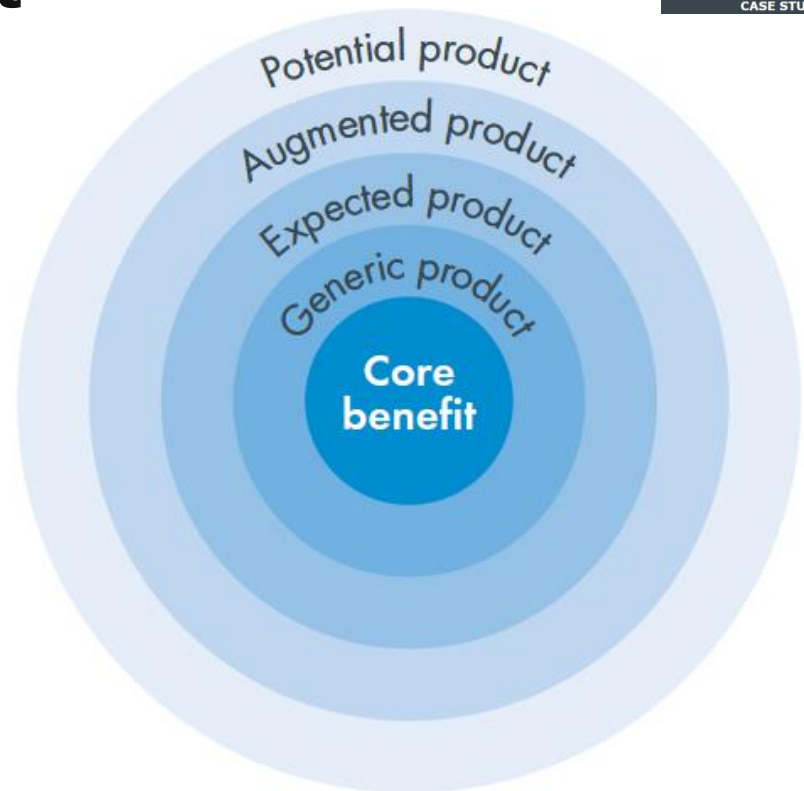 CASE STU
Potential product
Augmented product
Expected product
Generic product
Core
benefit